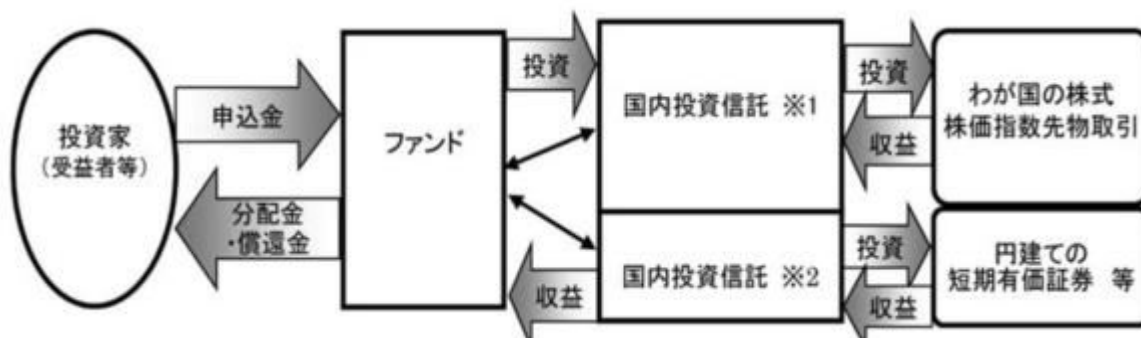 投資家
(受益者等)
申込金
分配金
・償還金
ファンド
投資
収益
国内投資信託 ※1
国内投資信託 ※2
投資
収益
わが国の株式
株価指数先物取引
投資
収益
円建ての
短期有価証券 等